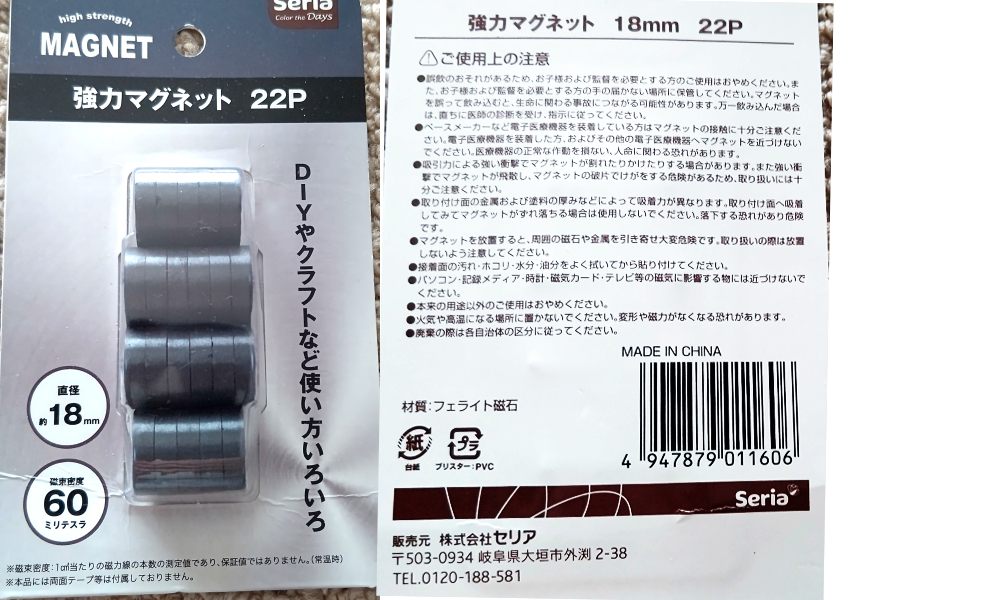 high strength
MAGNET
Seria
Color the Days
強力マグネット 22P
DIYやクラフトなど使い方いろいろ
直径
約18mm
磁束密度
60
ミリテスラ
※磁束密度:1㎠当たりの磁力線の本数の測定値であり、保証値ではありません。(常温時)
※本品には両面テープ等は付属しておりません。
強力マグネット 18mm 22P
⚠ご使用上の注意
●誤飲のおそれがあるため、お子様および監督を必要とする方のご使用はおやめください。ま
た、お子様および監督を必要とする方の手の届かない場所に保管してください。マグネット
を誤って飲み込むと、生命に関わる事故につながる可能性があります。万一飲み込んだ場合
は、直ちに医師の診断を受け、指示に従ってください。
●ペースメーカーなど電子医療機器を装着している方はマグネットの接触に十分ご注意くだ
さい。電子医療機器を装着した方、およびその他の電子医療機器へマグネットを近づけない
でください。医療機器の正常な作動を損ない、人命に関わる恐れがあります。
●吸引力による強い衝撃でマグネットが割れたりかけたりする場合があります。また強い衝
撃でマグネットが飛散し、マグネットの破片でけがをする危険があるため、取り扱いには十
分ご注意ください。
●取り付け面の金属および塗料の厚みなどによって吸着力が異なります。取り付け面へ吸着
してみてマグネットがずれ落ちる場合は使用しないでください。落下する恐れがあり危険
です。
●マグネットを放置すると、周囲の磁石や金属を引き寄せ大変危険です。取り扱いの際は放置
しないよう注意してください。
●接着面の汚れ・ホコリ・水分・油分をよく拭いてから貼り付けてください。
●パソコン・記録メディア・時計・磁気カード・テレビ等の磁気に影響する物には近づけないで
ください。
●本来の用途以外のご使用はおやめください。
●火気や高温になる場所に置かないでください。変形や磁力がなくなる恐れがあります。
●廃棄の際は各自治体の区分に従ってください。
MADE IN CHINA
材質:フェライト磁石
紙
台紙
プラ
ブリスター:PVC
4 947879 011606
Seria
販売元 株式会社セリア
〒503-0934 岐阜県大垣市外渕 2-38
TEL.0120-188-581